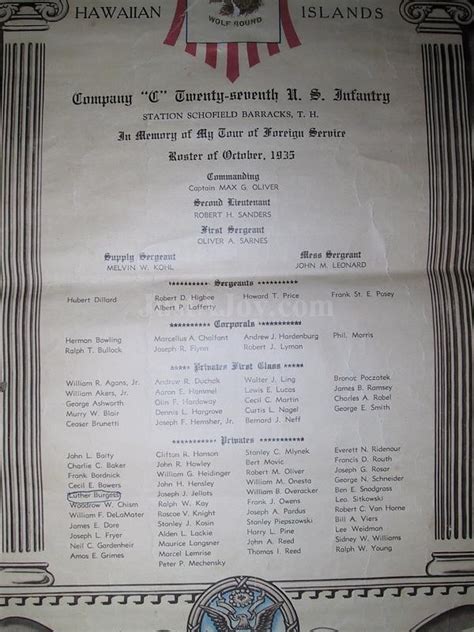 HAWAIIAN ISLANDS
WOLF HOUND
Company "C" Twenty-seventh U. S. Infantry
STATION SCHOFIELD BARRACKS, T. H.
In Memory of My Tour of Foreign Service
Roster of October, 1935
Commanding
Captain MAX G. OLIVER
Second Lieutenant
ROBERT H. SANDERS
First Sergeant
OLIVER A. SARNES
Supply Sergeant
MELVIN W. KOHL
Mess Sergeant
JOHN M. LEONARD
Sergeants
Hubert Dillard
Robert D. Higbee
Albert P. Lafferty
Howard T. Price
Frank St. E. Posey
Corporals
Herman Bowling
Ralph T. Bullock
Marcellus A. Chalfant
Joseph R. Flynn
Andrew J. Hardenburg
Robert J. Lyman
Phil. Morris
Privates First Class
William R. Agans, Jr.
William Akers, Jr.
George Ashworth
Murry W. Blair
Ceaser Brunetti
Andrew R. Duchak
Aaron E. Hammel
Olin F. Hardaway
Dennis L. Hargrove
Joseph F. Hemsher, Jr.
Walter J. Ling
Ewell E. Lucas
Cecil C. Martin
Curtis L. Nagel
Bernard J. Neff
Bronac Poczatek
James B. Ramsey
Charles A. Robel
George E. Smith
Privates
John L. Barty
Charlie C. Baker
Frank Bordnick
Cecil E. Bowers
Luther Burgess
Woodrow W. Chism
William F. DeLaMater
James E. Dore
Joseph L. Fryer
Neil C. Gardenheir
Amos E. Grimes
Clifton R. Hanson
John R. Howley
William G. Heidinger
John H. Hensley
Joseph J. Jellots
Ralph W. Kay
Roscoe V. Knight
Stanley J. Kosin
Alden L. Lackie
Maurice Langsner
Marcel Lemrise
Peter P. Mechensky
Stanley C. Mlynek
Bert Movic
Robert M. Oliver
William M. Onesta
William B. Overacker
Frank A. Owens
Joseph A. Pardus
Stanley Piepszowski
Harry L. Pine
John A. Reed
Thomas I. Reed
Everett N. Ridenour
Francis D. Routh
Joseph G. Rosar
George N. Schneider
Ben E. Snodgrass
Leo. Sitkowski
Robert C. Van Horne
Bill A. Viers
Lee Weidman
Sidney W. Williams
Ralph W. Young